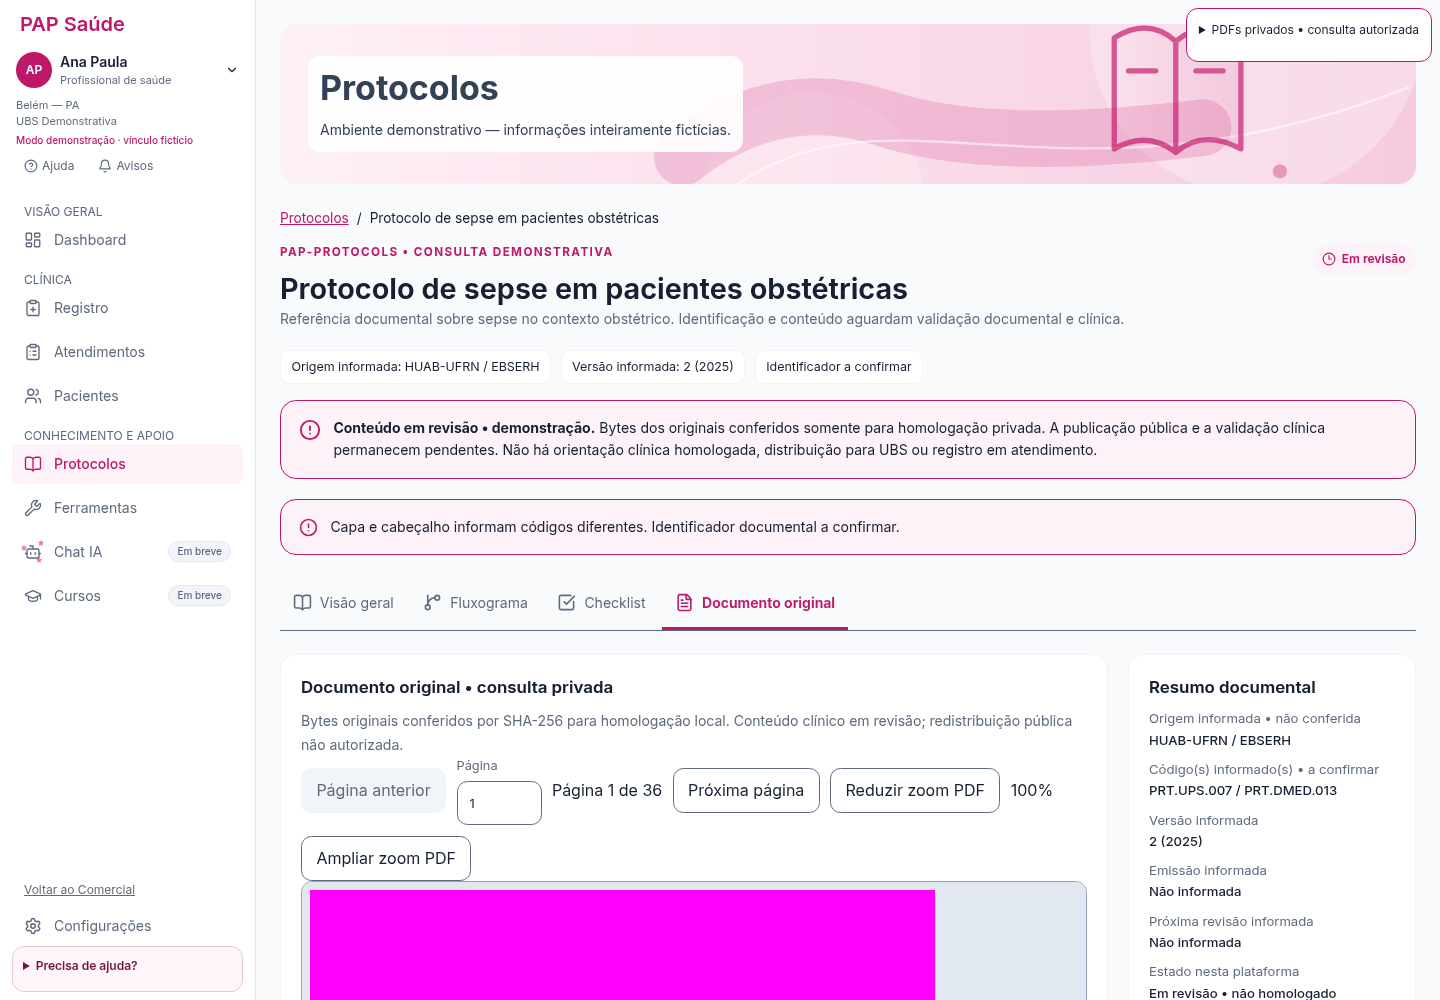 PAP Saúde
AP
Ana Paula
Profissional de saúde
Belém — PA
UBS Demonstrativa
Modo demonstração · vínculo fictício
Ajuda
Avisos
VISÃO GERAL
Dashboard
CLÍNICA
Registro
Atendimentos
Pacientes
CONHECIMENTO E APOIO
Protocolos
Ferramentas
Chat IA
Em breve
Cursos
Em breve
Voltar ao Comercial
Configurações
Precisa de ajuda?
PDFs privados • consulta autorizada
Protocolos
Ambiente demonstrativo — informações inteiramente fictícias.
Protocolos / Protocolo de sepse em pacientes obstétricas
PAP-PROTOCOLS • CONSULTA DEMONSTRATIVA
Em revisão
Protocolo de sepse em pacientes obstétricas
Referência documental sobre sepse no contexto obstétrico. Identificação e conteúdo aguardam validação documental e clínica.
Origem informada: HUAB-UFRN / EBSERH
Versão informada: 2 (2025)
Identificador a confirmar
Conteúdo em revisão • demonstração. Bytes dos originais conferidos somente para homologação privada. A publicação pública e a validação clínica
permanecem pendentes. Não há orientação clínica homologada, distribuição para UBS ou registro em atendimento.
Capa e cabeçalho informam códigos diferentes. Identificador documental a confirmar.
Visão geral
Fluxograma
Checklist
Documento original
Documento original • consulta privada
Bytes originais conferidos por SHA-256 para homologação local. Conteúdo clínico em revisão; redistribuição pública
não autorizada.
Página anterior
Página
1
Página 1 de 36
Próxima página
Reduzir zoom PDF
100%
Ampliar zoom PDF
Resumo documental
Origem informada • não conferida
HUAB-UFRN / EBSERH
Código(s) informado(s) • a confirmar
PRT.UPS.007 / PRT.DMED.013
Versão informada
2 (2025)
Emissão informada
Não informada
Próxima revisão informada
Não informada
Estado nesta plataforma
Em revisão • não homologado